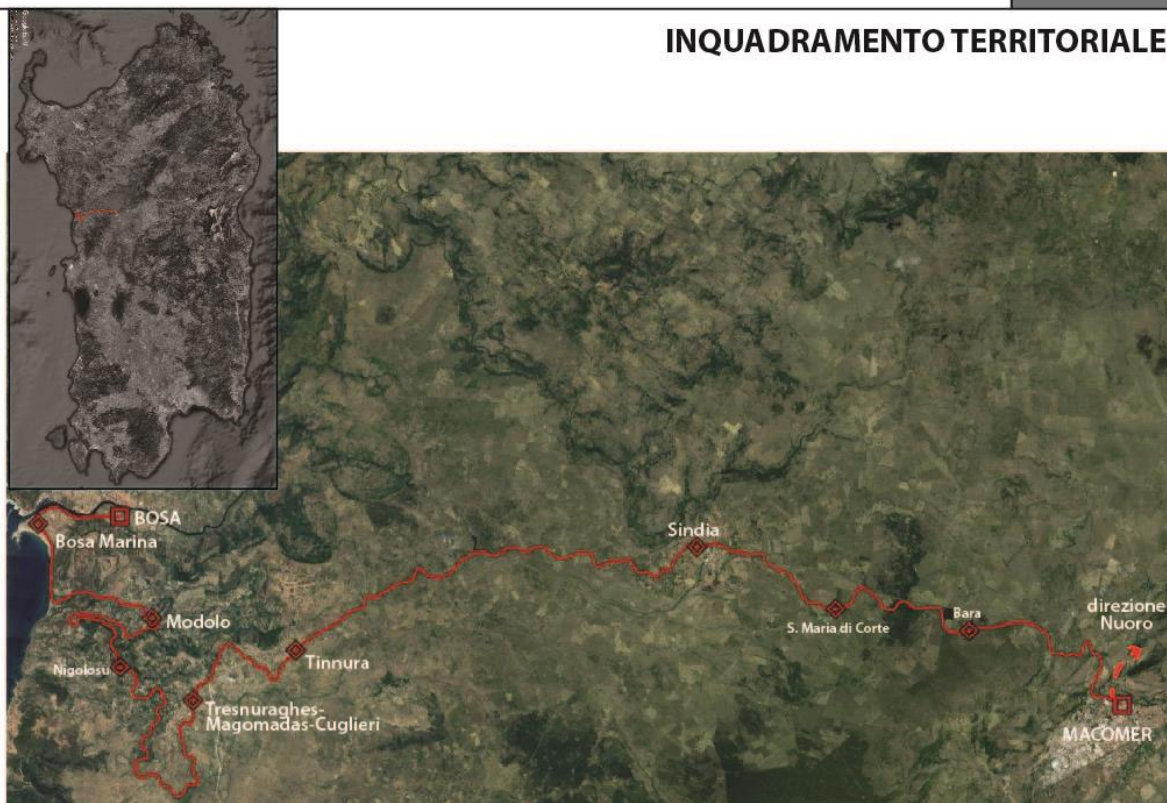 INQUADRAMENTO TERRITORIALE
BOSA
Bosa Marina
Sindia
Modolo
S. Maria di Corte
Bara
direzione
Nuoro
Nigolosu
Tinnura
Tresnuraghes-
Magomadas-Cuglieri
MACOMER